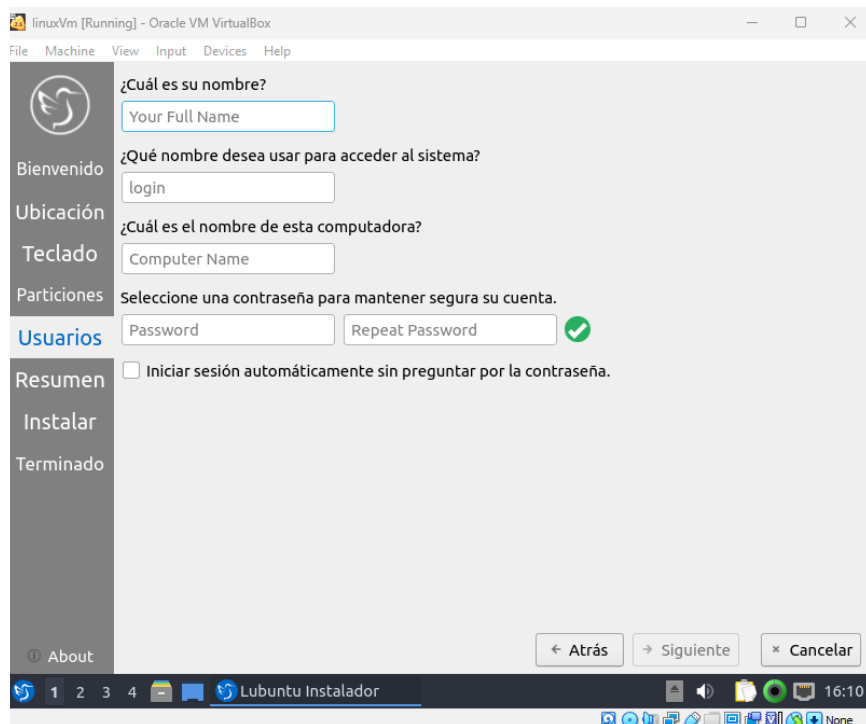 linuxVm [Running] - Oracle VM VirtualBox
File Machine View Input Devices Help
¿Cuál es su nombre?
Your Full Name
¿Qué nombre desea usar para acceder al sistema?
login
¿Cuál es el nombre de esta computadora?
Computer Name
Seleccione una contraseña para mantener segura su cuenta.
Password Repeat Password
Iniciar sesión automáticamente sin preguntar por la contraseña.
Bienvenido
Ubicación
Teclado
Particiones
Usuarios
Resumen
Instalar
Terminado
About
Atrás Siguiente Cancelar
1 2 3 4 Lubuntu Instalador 16:10
None